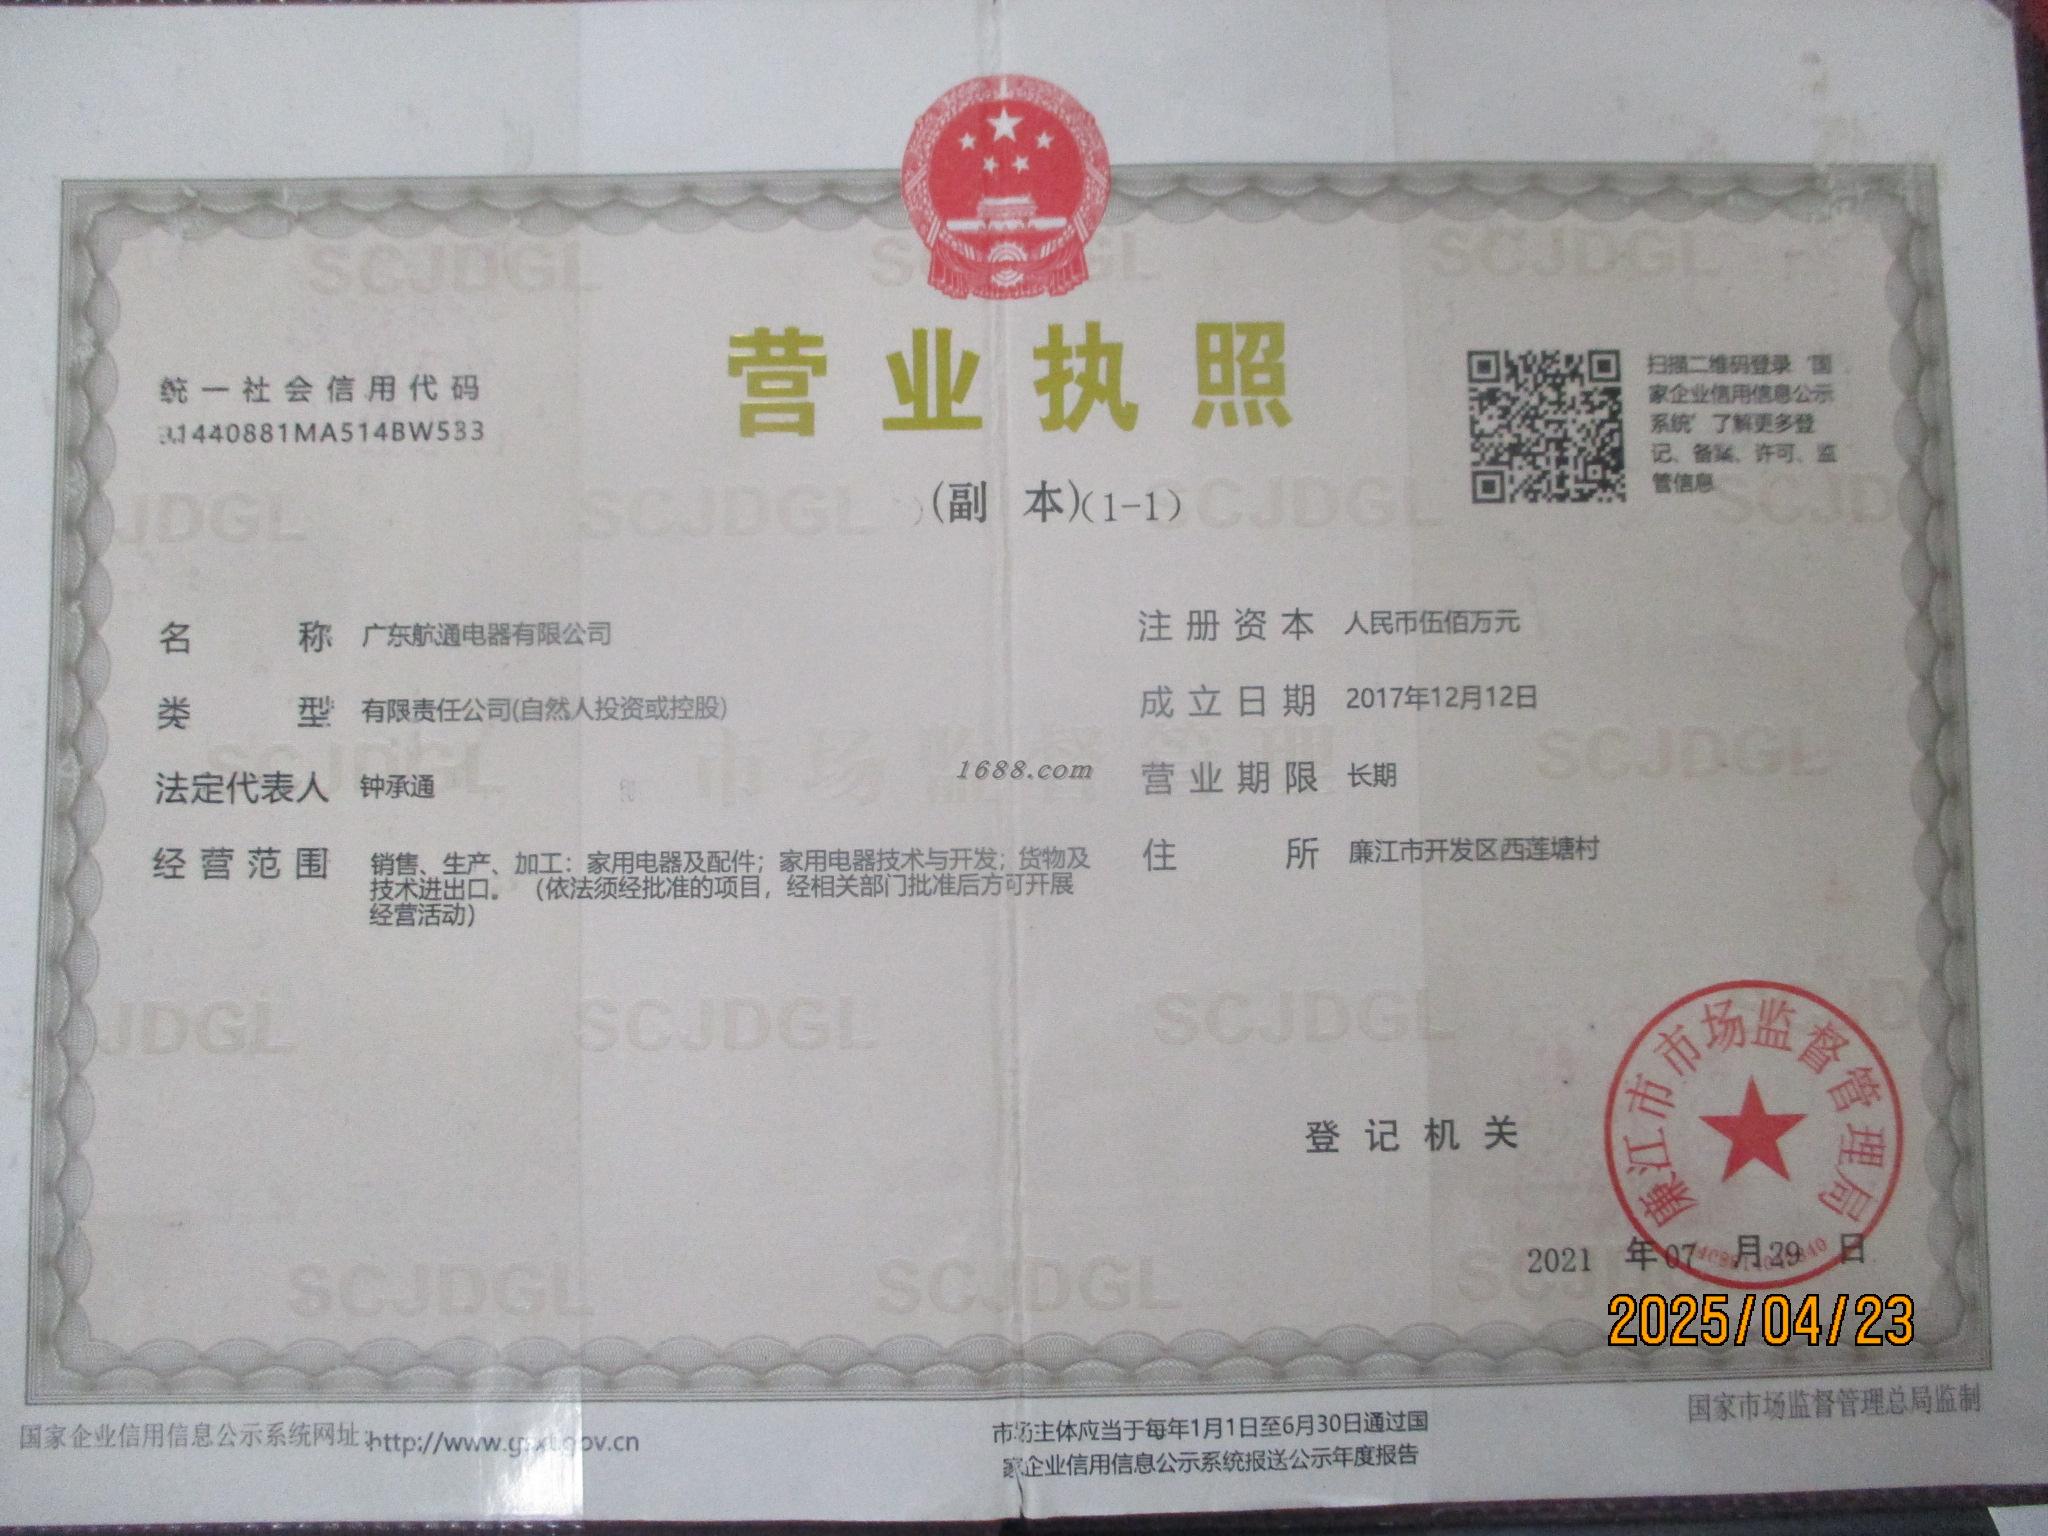 营业执照
(副 本)(1-1)
统一社会信用代码
91440881MA514BW533
扫描二维码登录‘国
家企业信用信息公示
系统’了解更多登
记、备案、许可、监
管信息
名 称 广东航通电器有限公司
类 型 有限责任公司(自然人投资或控股)
法定代表人 钟承通
经营范围 销售、生产、加工：家用电器及配件；家用电器技术与开发；货物及
技术进出口。（依法须经批准的项目，经相关部门批准后方可开展
经营活动）
注册资本 人民币伍佰万元
成立日期 2017年12月12日
营业期限 长期
住 所 廉江市开发区西莲塘村
1688.com
市场监督管理
SCJDGL
登记机关
廉江市市场监督管理局
2021 年07 月29 日
2025/04/23
国家企业信用信息公示系统网址：http://www.gsxt.gov.cn
市场主体应当于每年1月1日至6月30日通过国
家企业信用信息公示系统报送公示年度报告
国家市场监督管理总局监制